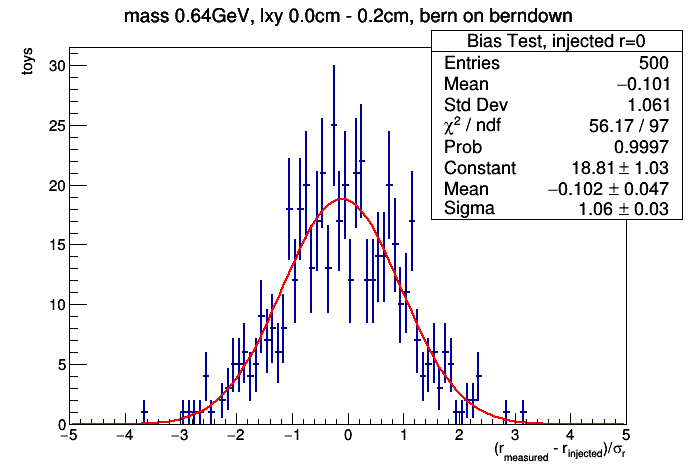 mass 0.64GeV, lxy 0.0cm - 0.2cm, bern on berndown
Bias Test, injected r=0
Entries 500
Mean −0.101
Std Dev 1.061
χ² / ndf 56.17 / 97
Prob 0.9997
Constant 18.81 ± 1.03
Mean −0.102 ± 0.047
Sigma 1.06 ± 0.03
toys
30
25
20
15
10
5
0
−5 −4 −3 −2 −1 0 1 2 3 4 5
(r_measured - r_injected)/σ_r